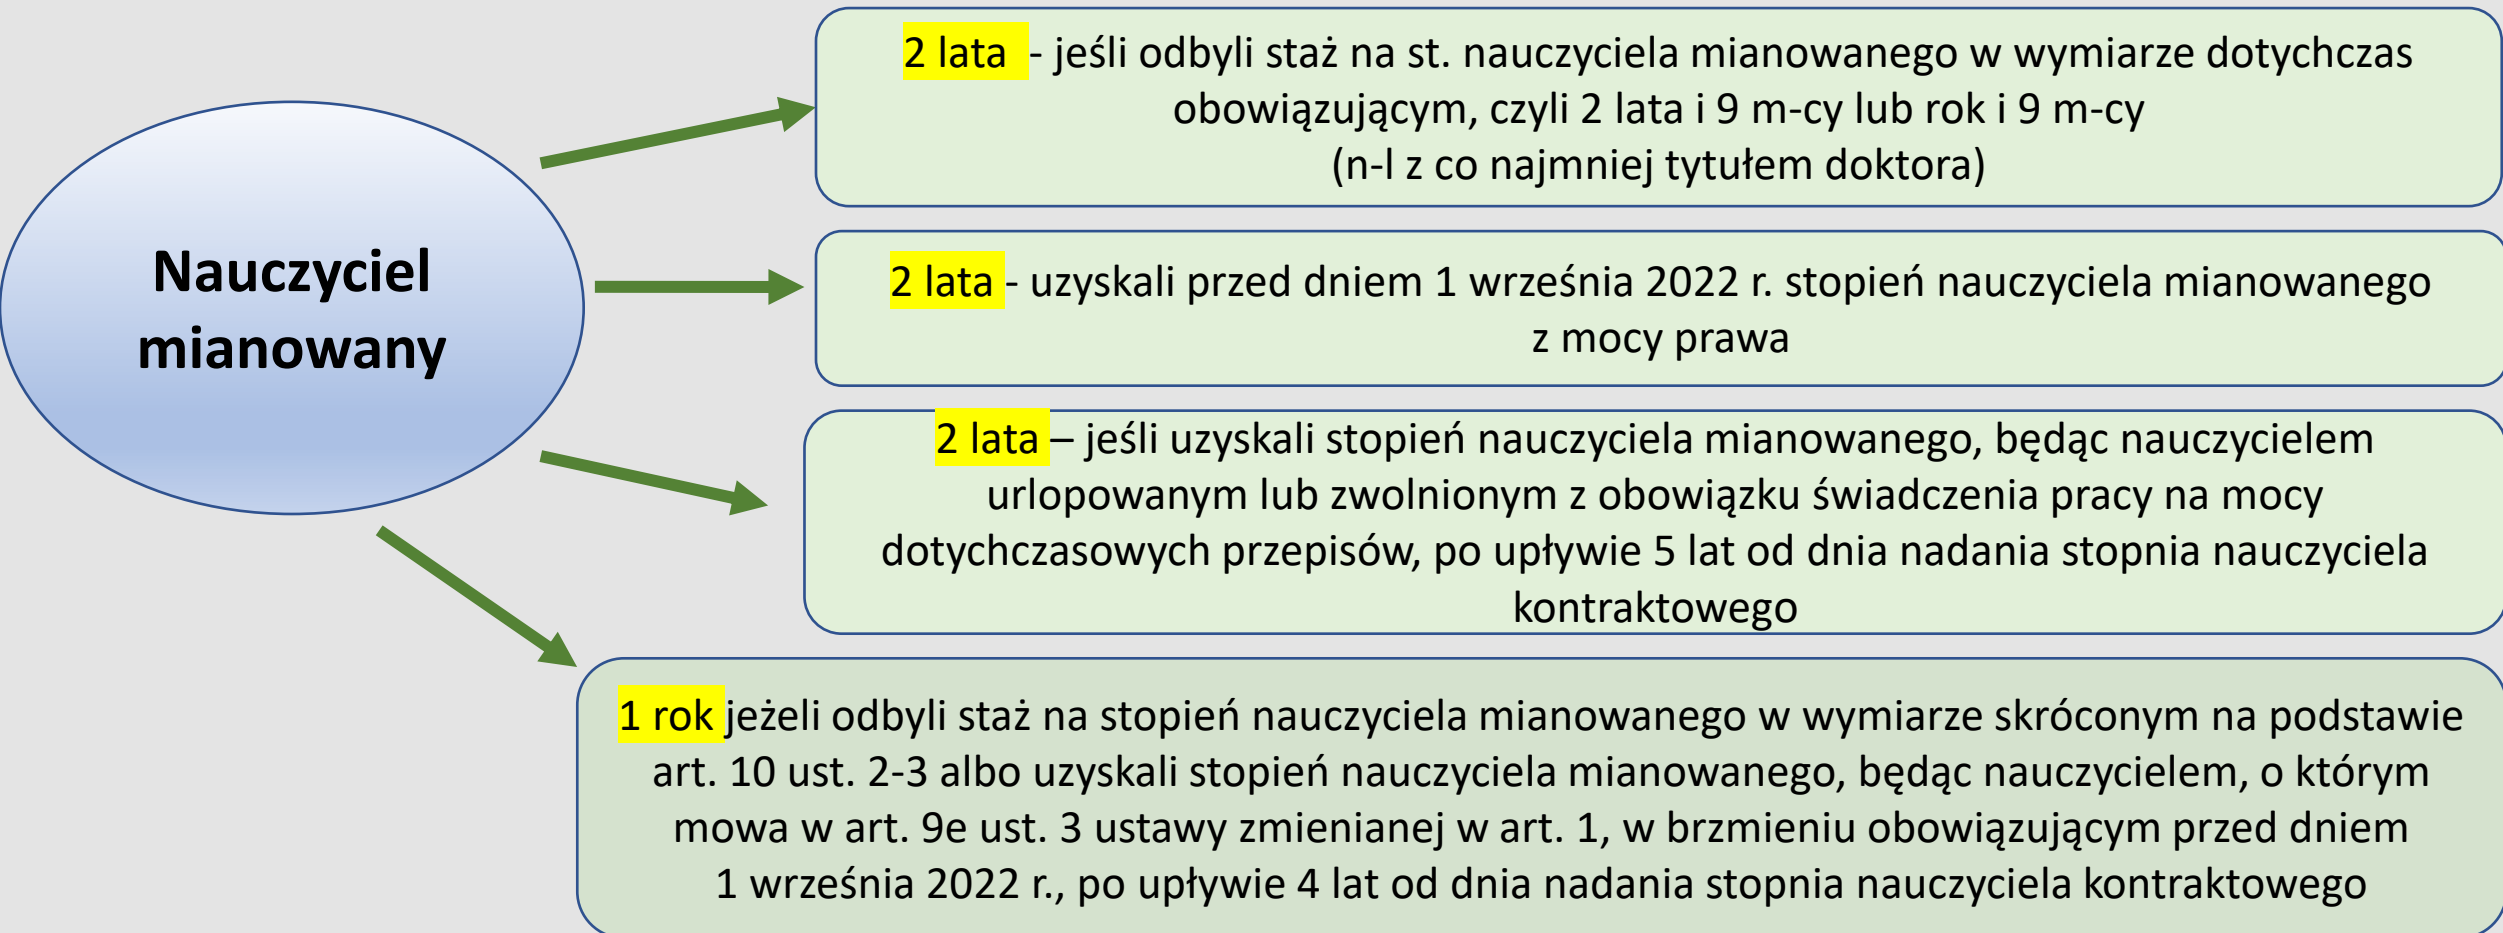 Nauczyciel
mianowany
2 lata - jeśli odbyli staż na st. nauczyciela mianowanego w wymiarze dotychczas
obowiązującym, czyli 2 lata i 9 m-cy lub rok i 9 m-cy
(n-l z co najmniej tytułem doktora)
2 lata - uzyskali przed dniem 1 września 2022 r. stopień nauczyciela mianowanego
z mocy prawa
2 lata – jeśli uzyskali stopień nauczyciela mianowanego, będąc nauczycielem
urlopowanym lub zwolnionym z obowiązku świadczenia pracy na mocy
dotychczasowych przepisów, po upływie 5 lat od dnia nadania stopnia nauczyciela
kontraktowego
1 rok jeżeli odbyli staż na stopień nauczyciela mianowanego w wymiarze skróconym na podstawie
art. 10 ust. 2-3 albo uzyskali stopień nauczyciela mianowanego, będąc nauczycielem, o którym
mowa w art. 9e ust. 3 ustawy zmienianej w art. 1, w brzmieniu obowiązującym przed dniem
1 września 2022 r., po upływie 4 lat od dnia nadania stopnia nauczyciela kontraktowego